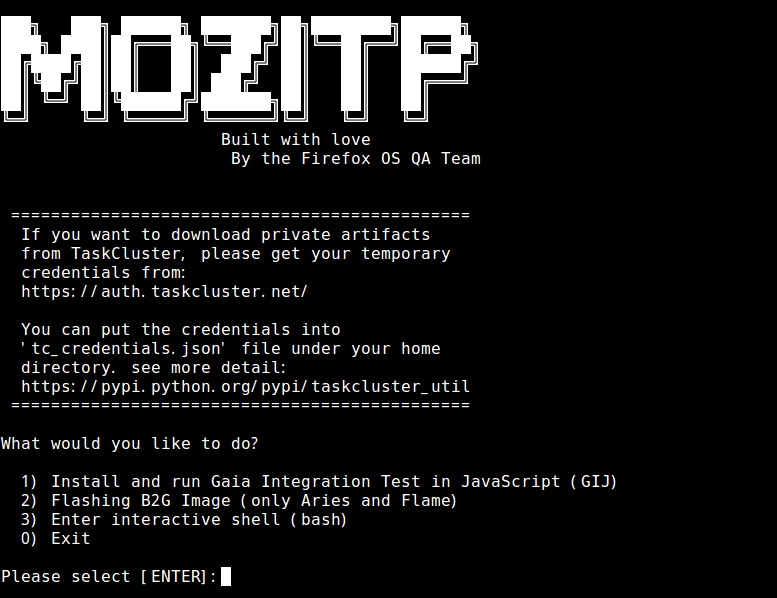 MOZITP
Built with love
By the Firefox OS QA Team
==============================================
If you want to download private artifacts
from TaskCluster, please get your temporary
credentials from:
https://auth.taskcluster.net/
You can put the credentials into
'tc_credentials.json' file under your home
directory. see more detail:
https://pypi.python.org/pypi/taskcluster_util
==============================================
What would you like to do?
1) Install and run Gaia Integration Test in JavaScript (GIJ)
2) Flashing B2G Image (only Aries and Flame)
3) Enter interactive shell (bash)
0) Exit
Please select [ENTER]: